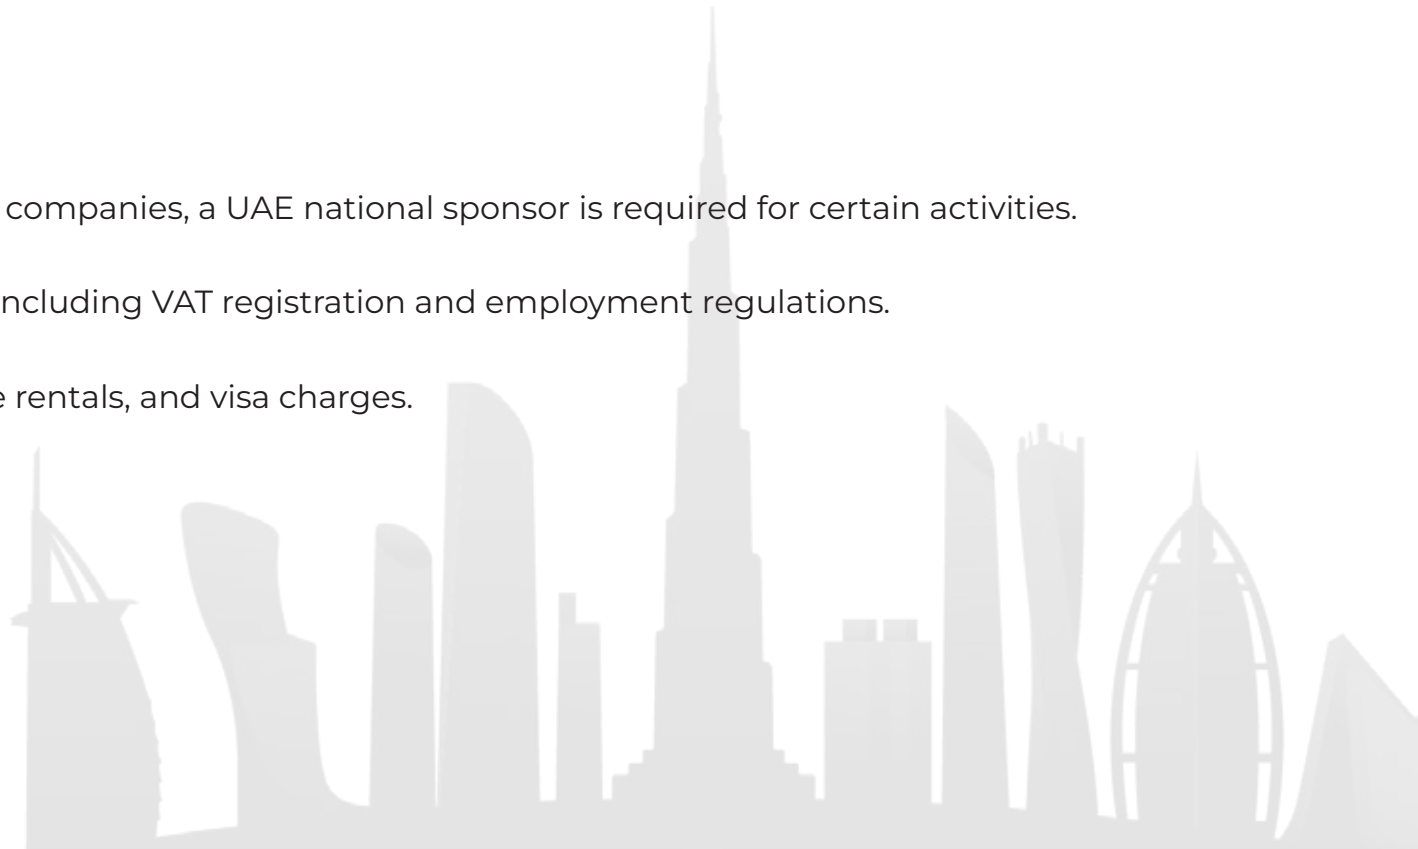 companies, a UAE national sponsor is required for certain activities.
ncluding VAT registration and employment regulations.
e rentals, and visa charges.